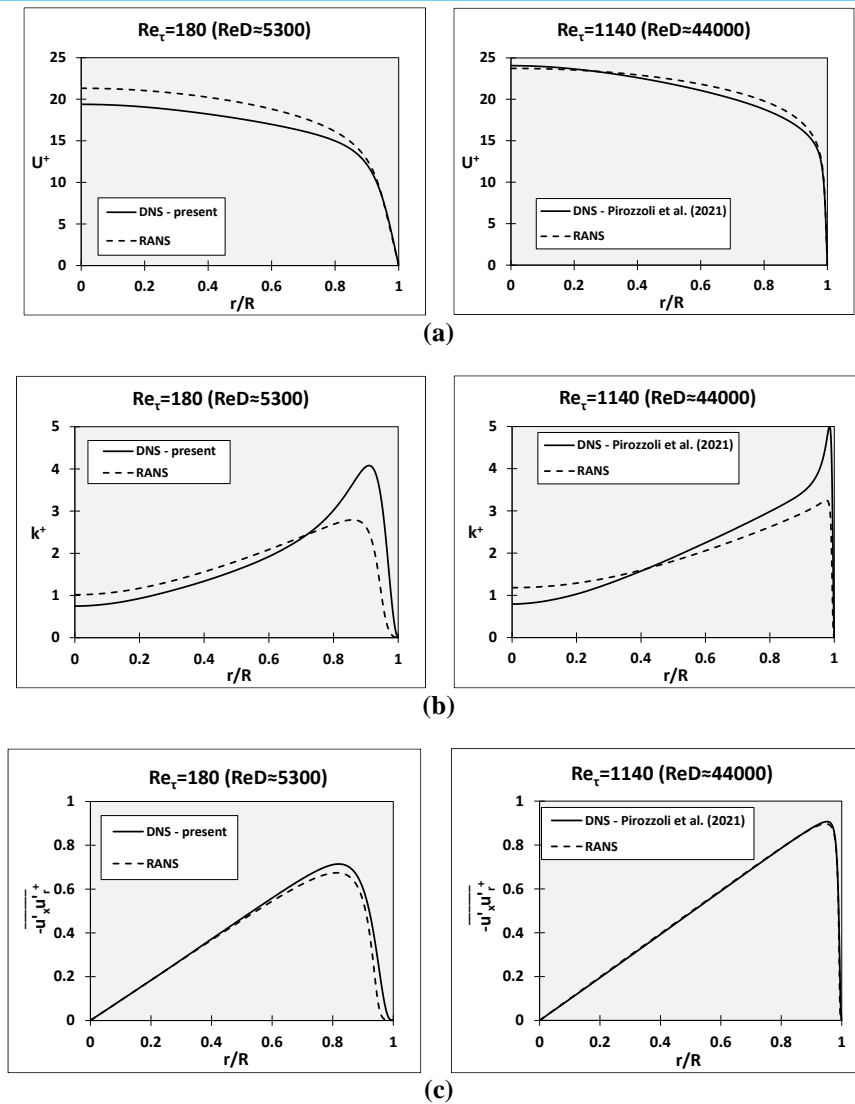 Reτ=180 (ReD≈5300)
25
20
15
10
5
0
U+
DNS - present
RANS
0 0.2 0.4 0.6 0.8 1
r/R
Reτ=1140 (ReD≈44000)
25
20
15
10
5
0
U+
DNS - Pirozzoli et al. (2021)
RANS
0 0.2 0.4 0.6 0.8 1
r/R
(a)
Reτ=180 (ReD≈5300)
5
4
3
2
1
0
k+
DNS - present
RANS
0 0.2 0.4 0.6 0.8 1
r/R
Reτ=1140 (ReD≈44000)
5
4
3
2
1
0
k+
DNS - Pirozzoli et al. (2021)
RANS
0 0.2 0.4 0.6 0.8 1
r/R
(b)
Reτ=180 (ReD≈5300)
1
0.8
0.6
0.4
0.2
0
-u'xu'r+
DNS - present
RANS
0 0.2 0.4 0.6 0.8 1
r/R
Reτ=1140 (ReD≈44000)
1
0.8
0.6
0.4
0.2
0
-u'xu'r+
DNS - Pirozzoli et al. (2021)
RANS
0 0.2 0.4 0.6 0.8 1
r/R
(c)